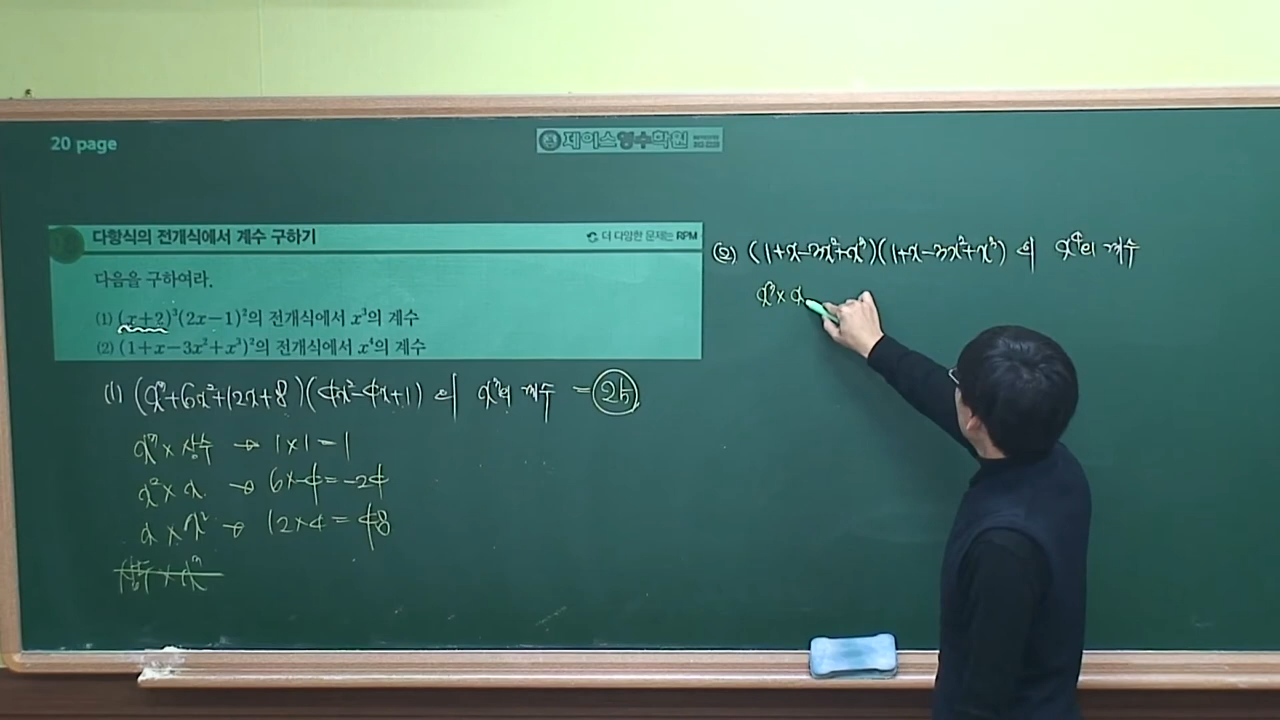 20 page
제이스영수학원
다항식의 전개식에서 계수 구하기
더 다양한 문제는 RPM
다음을 구하여라.
(1) (x+2)³(2x−1)²의 전개식에서 x³의 계수
(2) (1+x−3x²+x³)²의 전개식에서 x⁴의 계수
(1) (x³+6x²+12x+8)(4x²-4x+1) 의 x³의 계수 = 25
x³ × 상수 → 1×1=1
x² × x → 6×-4=-24
x × x² → 12×4=48
상수 × x³
(2) (1+x-3x²+x³)(1+x-3x²+x³) 의 x⁴의 계수
x³ × x